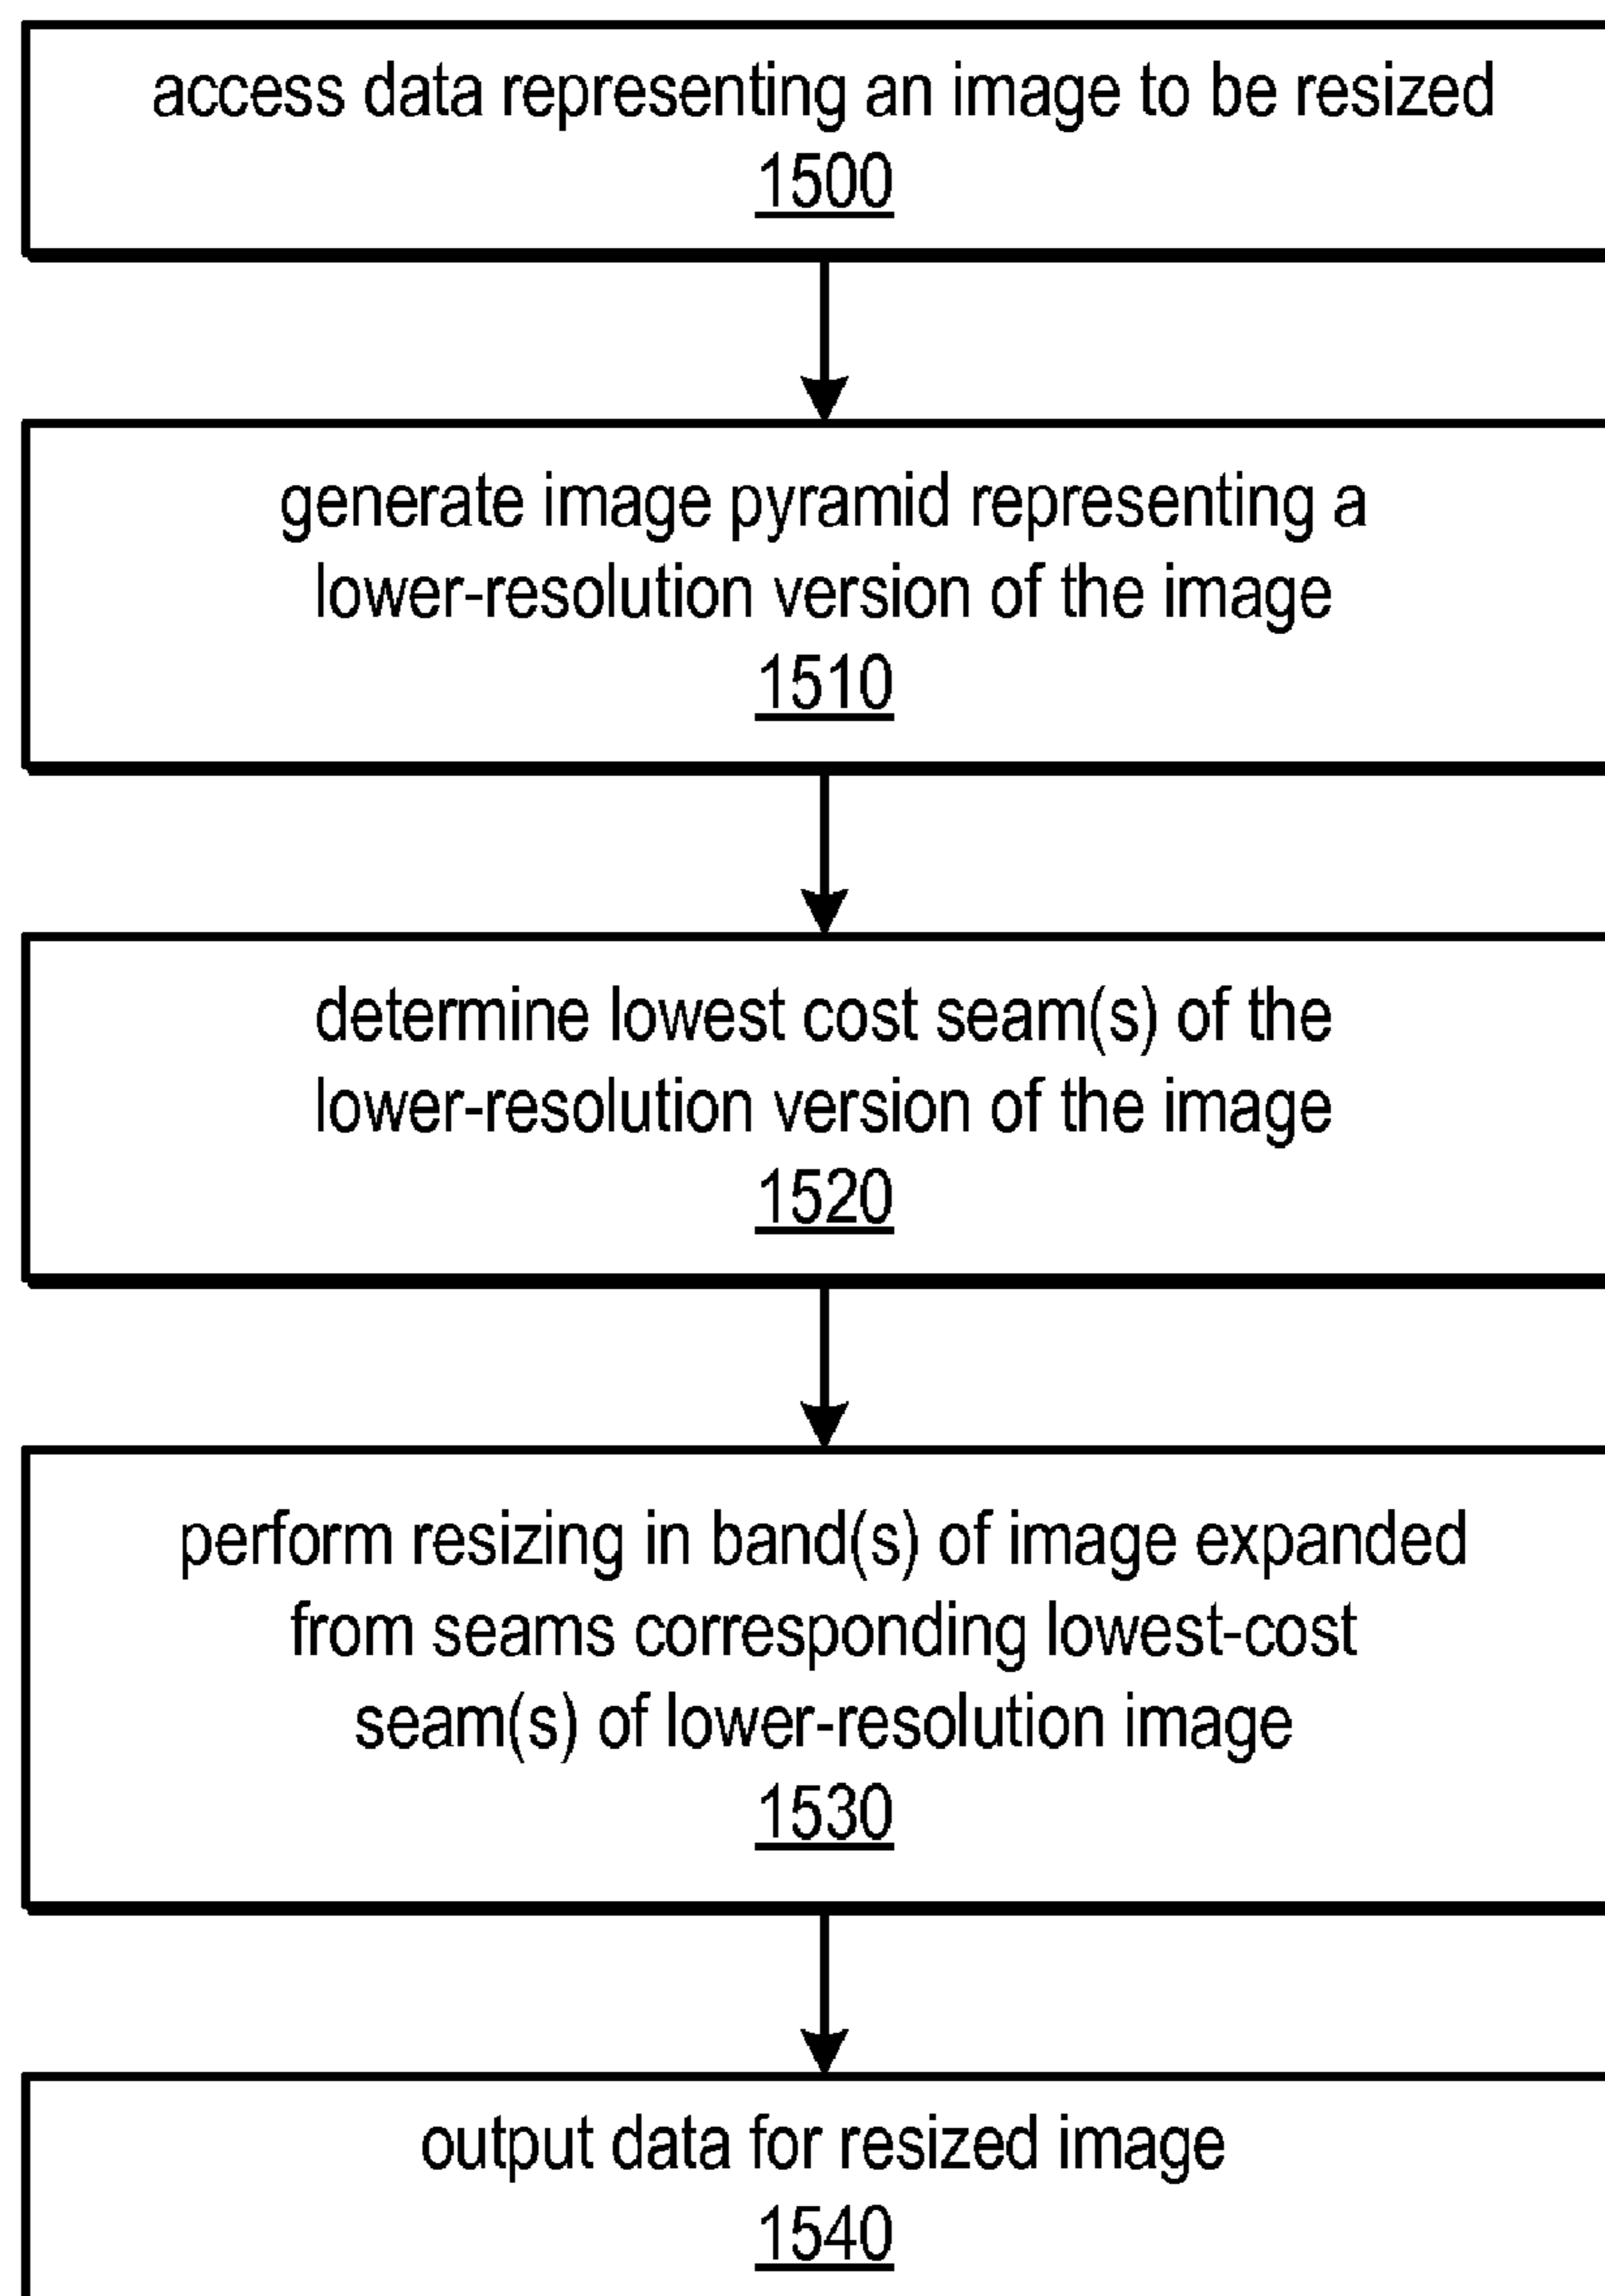 access data representing an image to be resized
1500
generate image pyramid representing a
lower-resolution version of the image
1510
determine lowest cost seam(s) of the
lower-resolution version of the image
1520
perform resizing in band(s) of image expanded
from seams corresponding lowest-cost
seam(s) of lower-resolution image
1530
output data for resized image
1540